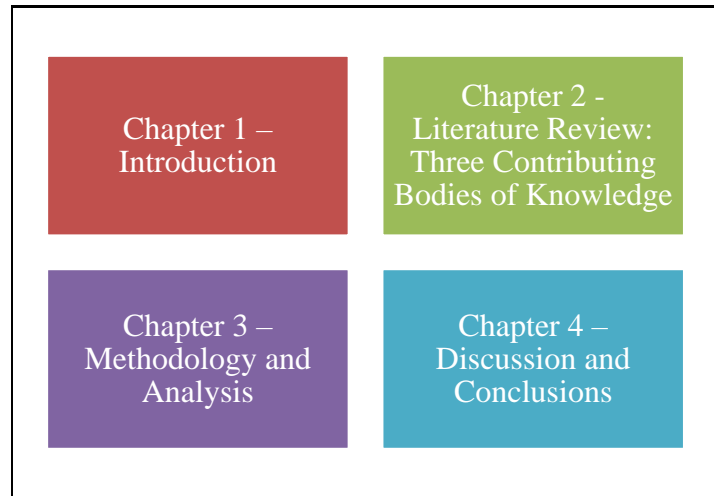 Chapter 1 –
Introduction
Chapter 2 -
Literature Review:
Three Contributing
Bodies of Knowledge
Chapter 3 –
Methodology and
Analysis
Chapter 4 –
Discussion and
Conclusions